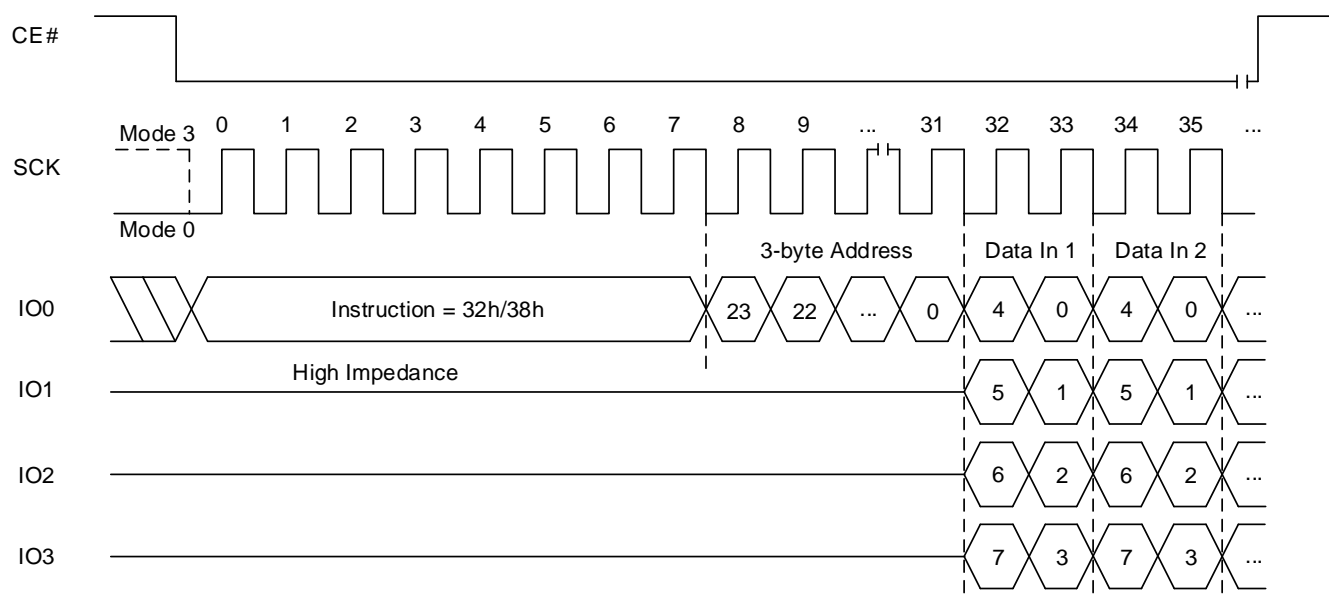 CE#
Mode 3 0 1 2 3 4 5 6 7 8 9 ... 31 32 33 34 35 ...
SCK
Mode 0
3-byte Address Data In 1 Data In 2
IO0 Instruction = 32h/38h 23 22 ... 0 4 0 4 0 ...
High Impedance
IO1 5 1 5 1 ...
IO2 6 2 6 2 ...
IO3 7 3 7 3 ...